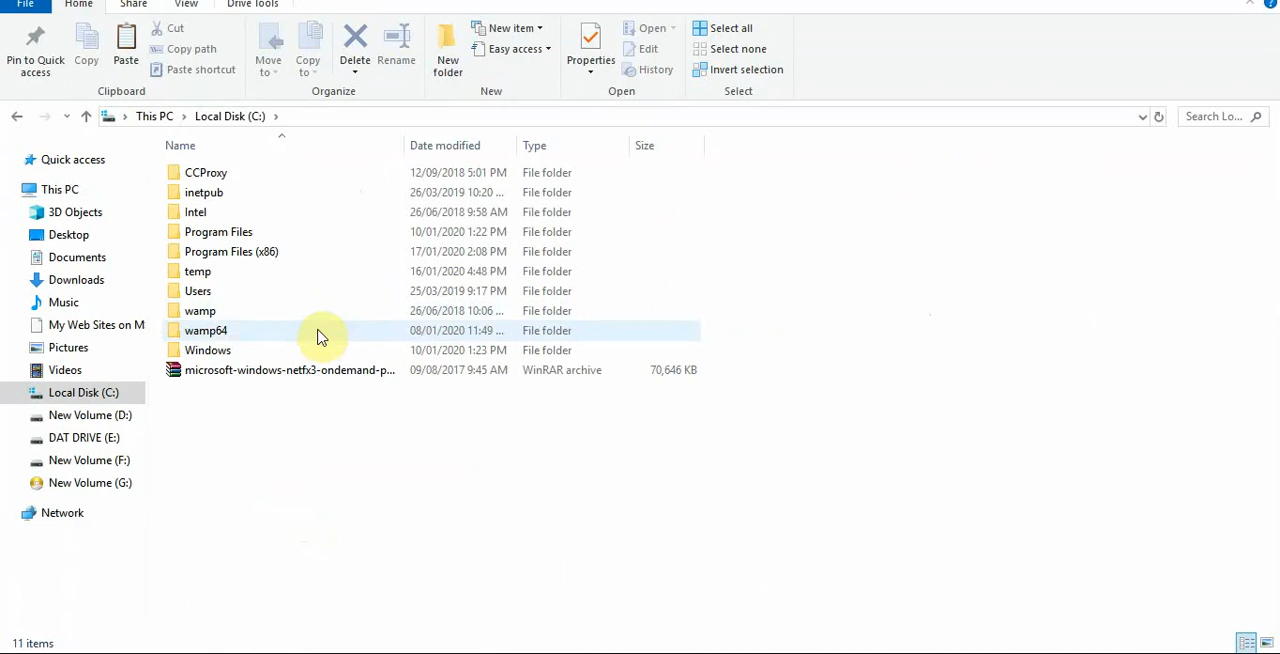 File Home Share View Drive Tools
Pin to Quick access
Copy
Paste
Cut
Copy path
Paste shortcut
Clipboard
Move to
Copy to
Delete
Rename
Organize
New folder
New item
Easy access
New
Properties
Open
Edit
History
Open
Select all
Select none
Invert selection
Select
This PC > Local Disk (C:) >
Search Lo...
Name Date modified Type Size
CCProxy 12/09/2018 5:01 PM File folder
inetpub 26/03/2019 10:20 ... File folder
Intel 26/06/2018 9:58 AM File folder
Program Files 10/01/2020 1:22 PM File folder
Program Files (x86) 17/01/2020 2:08 PM File folder
temp 16/01/2020 4:48 PM File folder
Users 25/03/2019 9:17 PM File folder
wamp 26/06/2018 10:06 ... File folder
wamp64 08/01/2020 11:49 ... File folder
Windows 10/01/2020 1:23 PM File folder
microsoft-windows-netfx3-ondemand-p... 09/08/2017 9:45 AM WinRAR archive 70,646 KB
Quick access
This PC
3D Objects
Desktop
Documents
Downloads
Music
My Web Sites on M
Pictures
Videos
Local Disk (C:)
New Volume (D:)
DAT DRIVE (E:)
New Volume (F:)
New Volume (G:)
Network
11 items